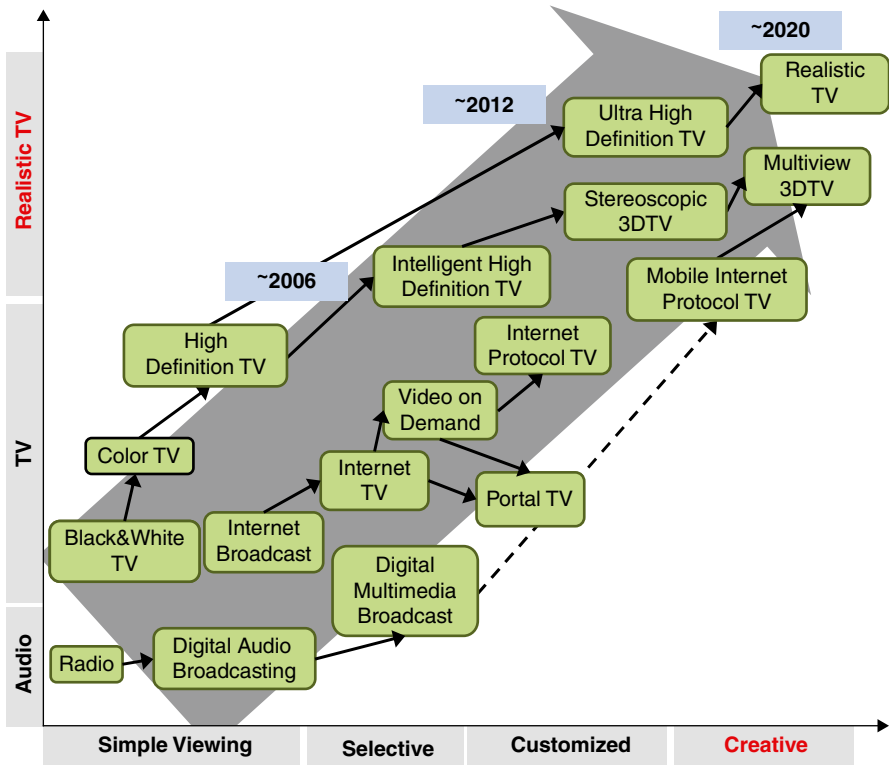 ~2020
Realistic
TV
~2012
Ultra High
Definition TV
Multiview
3DTV
Stereoscopic
3DTV
Realistic TV
~2006
Intelligent High
Definition TV
Mobile Internet
Protocol TV
High
Definition TV
Internet
Protocol TV
Video on
Demand
TV
Color TV
Internet
TV
Portal TV
Black&White
TV
Internet
Broadcast
Digital
Multimedia
Broadcast
Audio
Radio
Digital Audio
Broadcasting
Simple Viewing
Selective
Customized
Creative